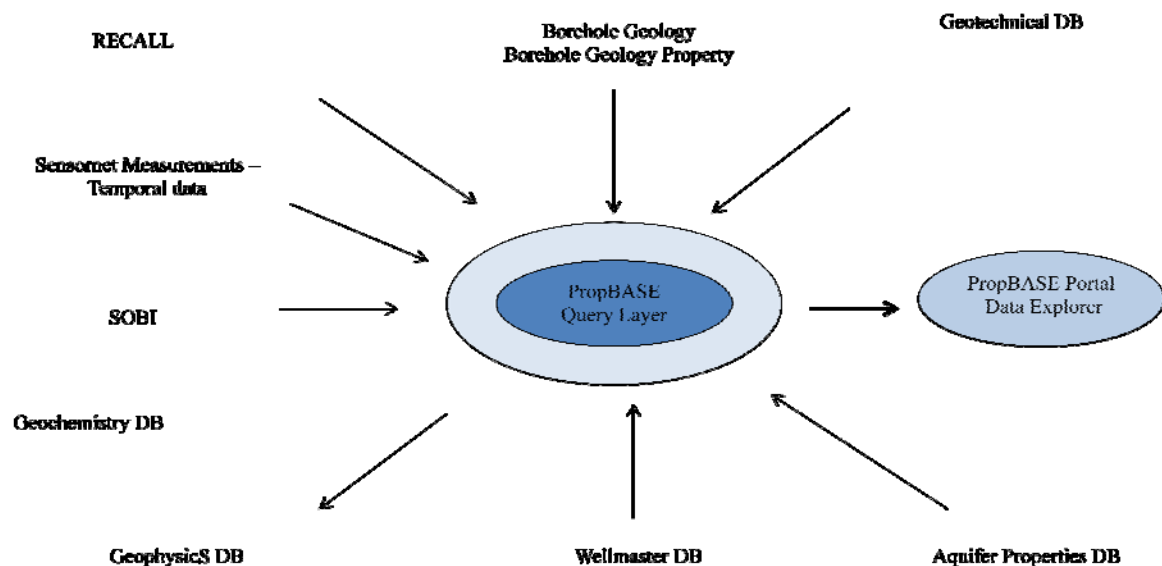 RECALL
Borehole Geology
Borehole Geology Property
Geotechnical DB
Sensornet Measurements –
Temporal data
PropBASE
Query Layer
PropBASE Portal
Data Explorer
SOBI
Geochemistry DB
GeophysicsS DB
Wellmaster DB
Aquifer Properties DB